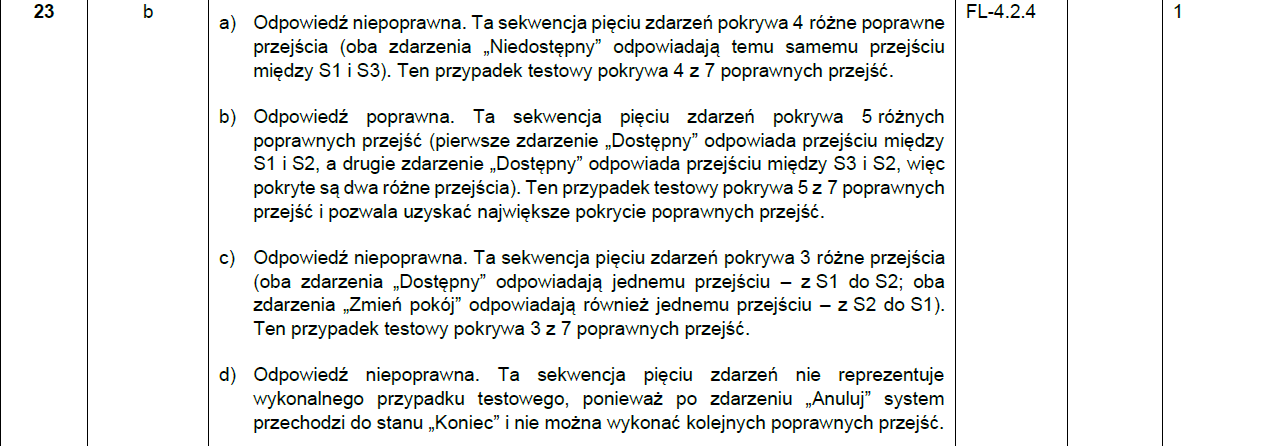 23
b
a) Odpowiedź niepoprawna. Ta sekwencja pięciu zdarzeń pokrywa 4 różne poprawne
przejścia (oba zdarzenia „Niedostępny” odpowiadają temu samemu przejściu
między S1 i S3). Ten przypadek testowy pokrywa 4 z 7 poprawnych przejść.
b) Odpowiedź poprawna. Ta sekwencja pięciu zdarzeń pokrywa 5 różnych
poprawnych przejść (pierwsze zdarzenie „Dostępny” odpowiada przejściu między
S1 i S2, a drugie zdarzenie „Dostępny” odpowiada przejściu między S3 i S2, więc
pokryte są dwa różne przejścia). Ten przypadek testowy pokrywa 5 z 7 poprawnych
przejść i pozwala uzyskać największe pokrycie poprawnych przejść.
c) Odpowiedź niepoprawna. Ta sekwencja pięciu zdarzeń pokrywa 3 różne przejścia
(oba zdarzenia „Dostępny” odpowiadają jednemu przejściu – z S1 do S2; oba
zdarzenia „Zmień pokój” odpowiadają również jednemu przejściu – z S2 do S1).
Ten przypadek testowy pokrywa 3 z 7 poprawnych przejść.
d) Odpowiedź niepoprawna. Ta sekwencja pięciu zdarzeń nie reprezentuje
wykonalnego przypadku testowego, ponieważ po zdarzeniu „Anuluj” system
przechodzi do stanu „Koniec” i nie można wykonać kolejnych poprawnych przejść.
FL-4.2.4
1